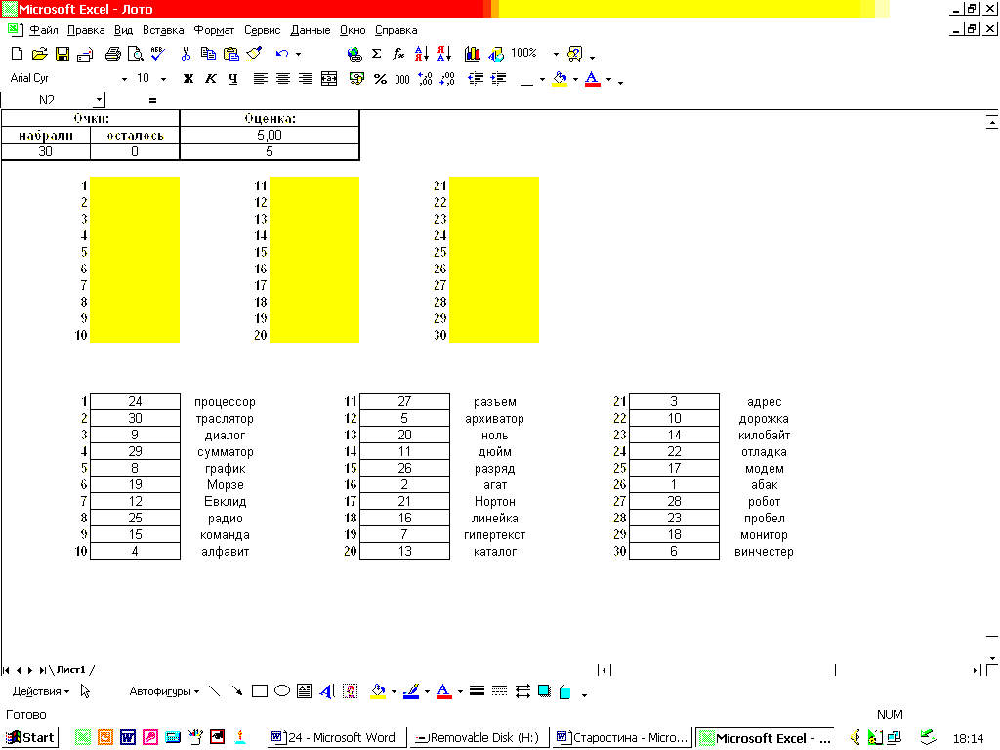 Microsoft Excel - Лото
Файл Правка Вид Вставка Формат Сервис Данные Окно Справка
100%
Arial Cyr 10 Ж К Ч % 000
N2 =
Очки: Оценка:
набрали осталось 5,00
30 0 5
1 11 21
2 12 22
3 13 23
4 14 24
5 15 25
6 16 26
7 17 27
8 18 28
9 19 29
10 20 30
1 24 процессор 11 27 разъем 21 3 адрес
2 30 траслятор 12 5 архиватор 22 10 дорожка
3 9 диалог 13 20 ноль 23 14 килобайт
4 29 сумматор 14 11 дюйм 24 22 отладка
5 8 график 15 26 разряд 25 17 модем
6 19 Морзе 16 2 агат 26 1 абак
7 12 Евклид 17 21 Нортон 27 28 робот
8 25 радио 18 16 линейка 28 23 пробел
9 15 команда 19 7 гипертекст 29 18 монитор
10 4 алфавит 20 13 каталог 30 6 винчестер
Лист1
Действия Автофигуры
Готово NUM
Start 24 - Microsoft Word Removable Disk (H:) Старостина - Micro... Microsoft Excel - ... 18:14